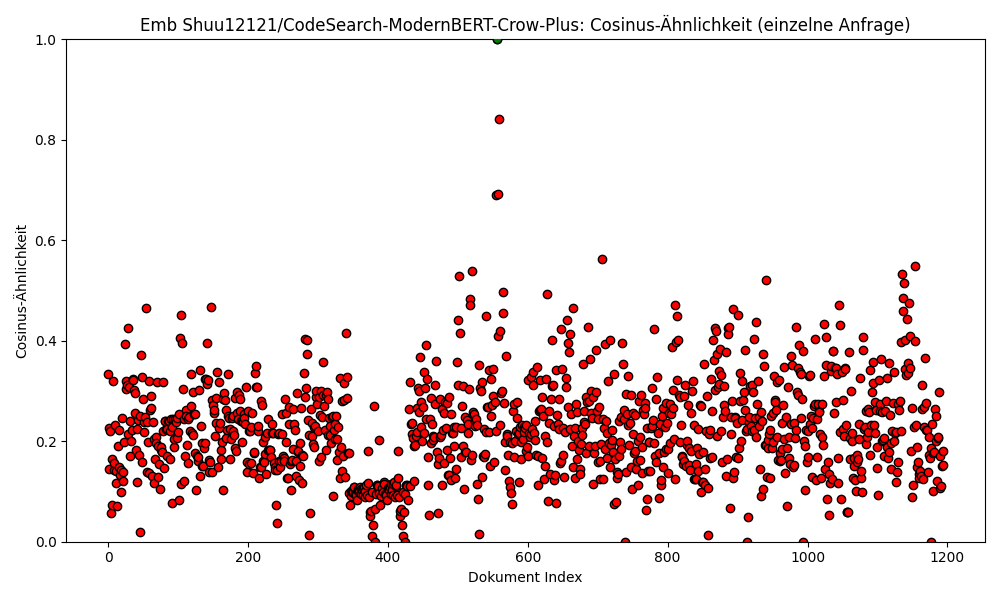 Emb Shuu12121/CodeSearch-ModernBERT-Crow-Plus: Cosinus-Ähnlichkeit (einzelne Anfrage)
1.0
0.8
0.6
0.4
0.2
0.0
Cosinus-Ähnlichkeit
0 200 400 600 800 1000 1200
Dokument Index